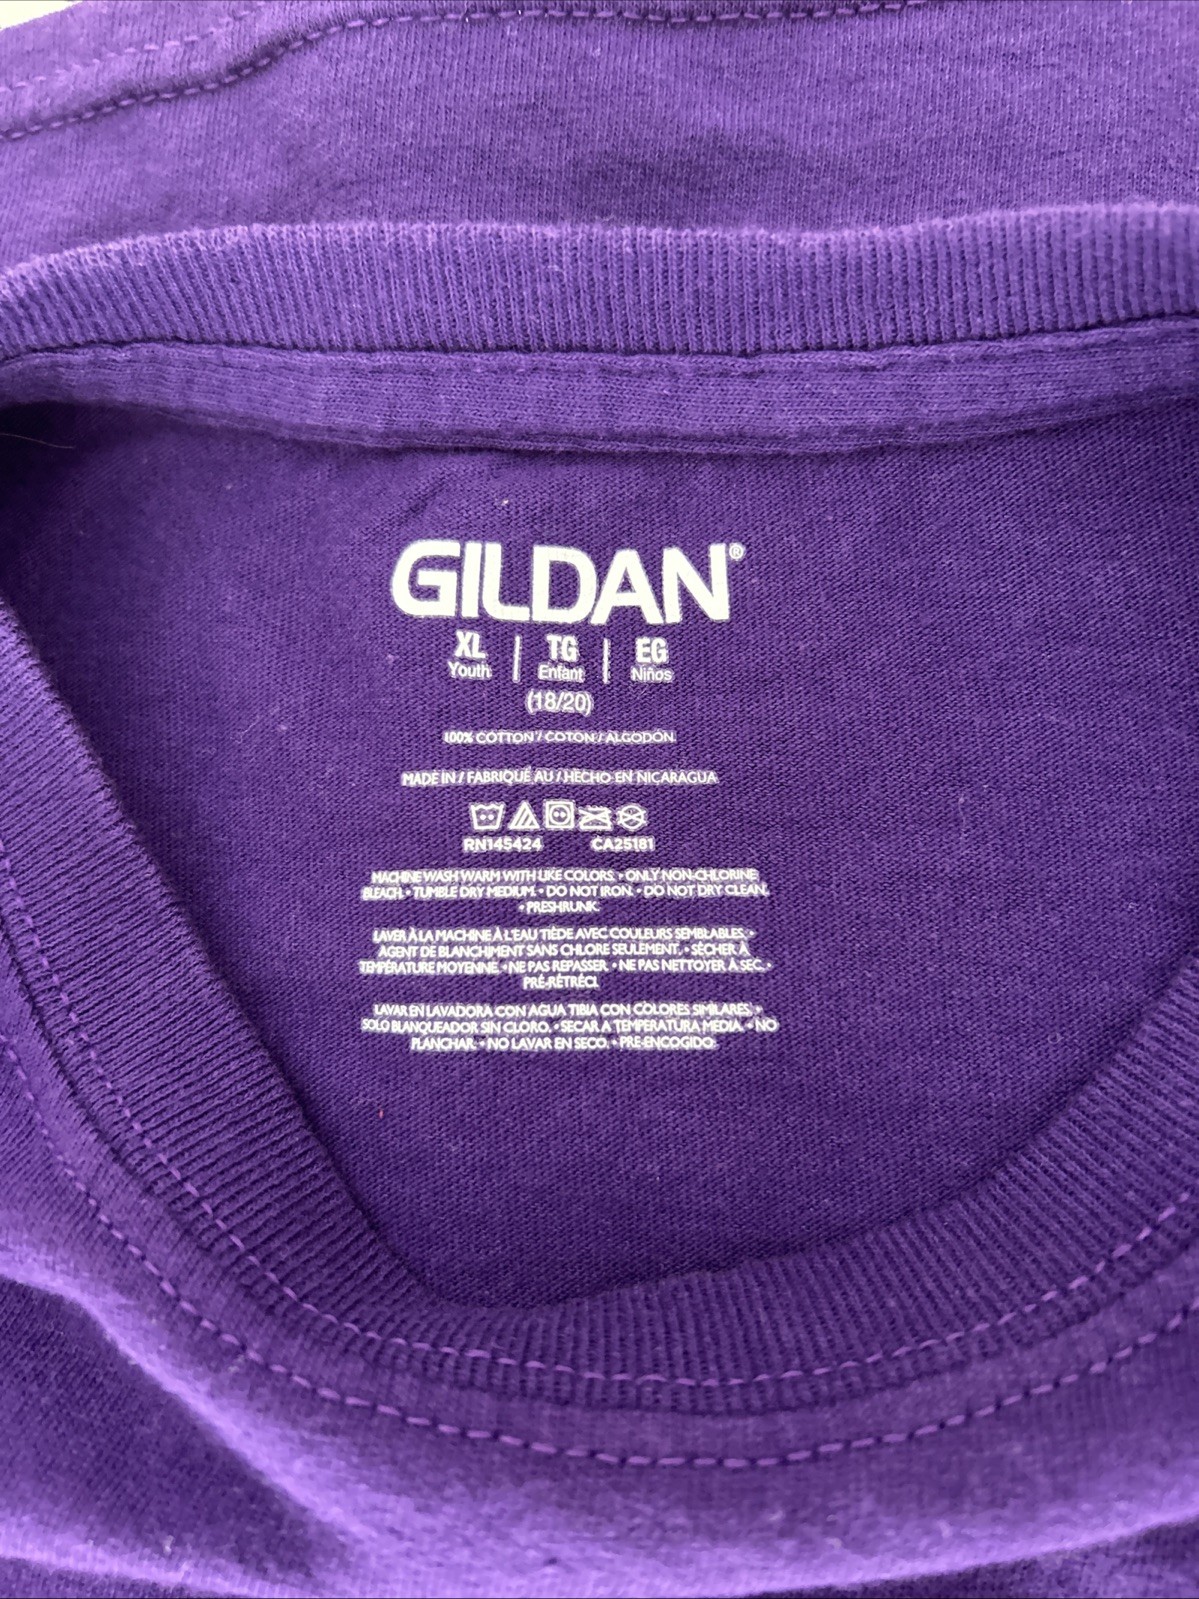 GILDAN®
XL | TG | EG
Youth Enfant Niños
(18/20)
100% COTTON / COTON / ALGODÓN
MADE IN / FABRIQUÉ AU / HECHO EN NICARAGUA
RN145424 CA25181
MACHINE WASH WARM WITH LIKE COLORS. • ONLY NON-CHLORINE
BLEACH. • TUMBLE DRY MEDIUM. • DO NOT IRON. • DO NOT DRY CLEAN.
• PRESHRUNK.
LAVER À LA MACHINE À L'EAU TIÈDE AVEC COULEURS SEMBLABLES. •
AGENT DE BLANCHIMENT SANS CHLORE SEULEMENT. • SÉCHER À
TEMPÉRATURE MOYENNE. • NE PAS REPASSER. • NE PAS NETTOYER À SEC. •
PRÉ-RÉTRÉCI.
LAVAR EN LAVADORA CON AGUA TIBIA CON COLORES SIMILARES. •
SOLO BLANQUEADOR SIN CLORO. • SECAR A TEMPERATURA MEDIA. • NO
PLANCHAR. • NO LAVAR EN SECO. • PRE-ENCOGIDO.